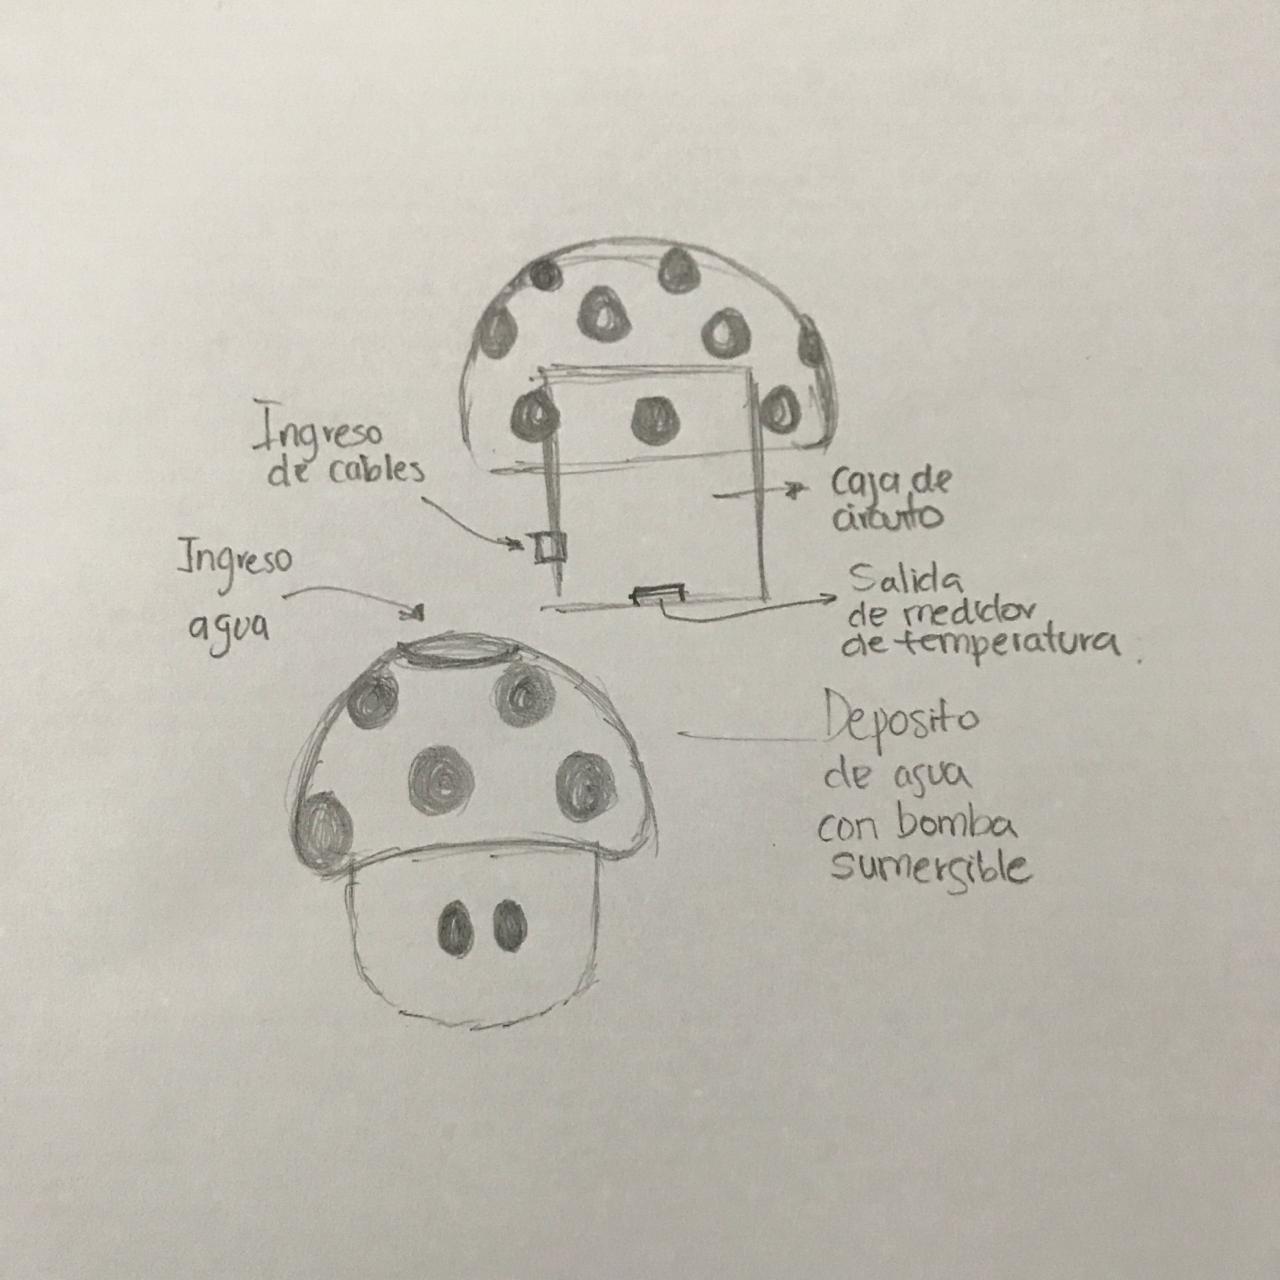 Ingreso
de cables
Caja de
circuito
Ingreso
agua
Salida
de medidor
de temperatura.
Deposito
de agua
con bomba
sumergible